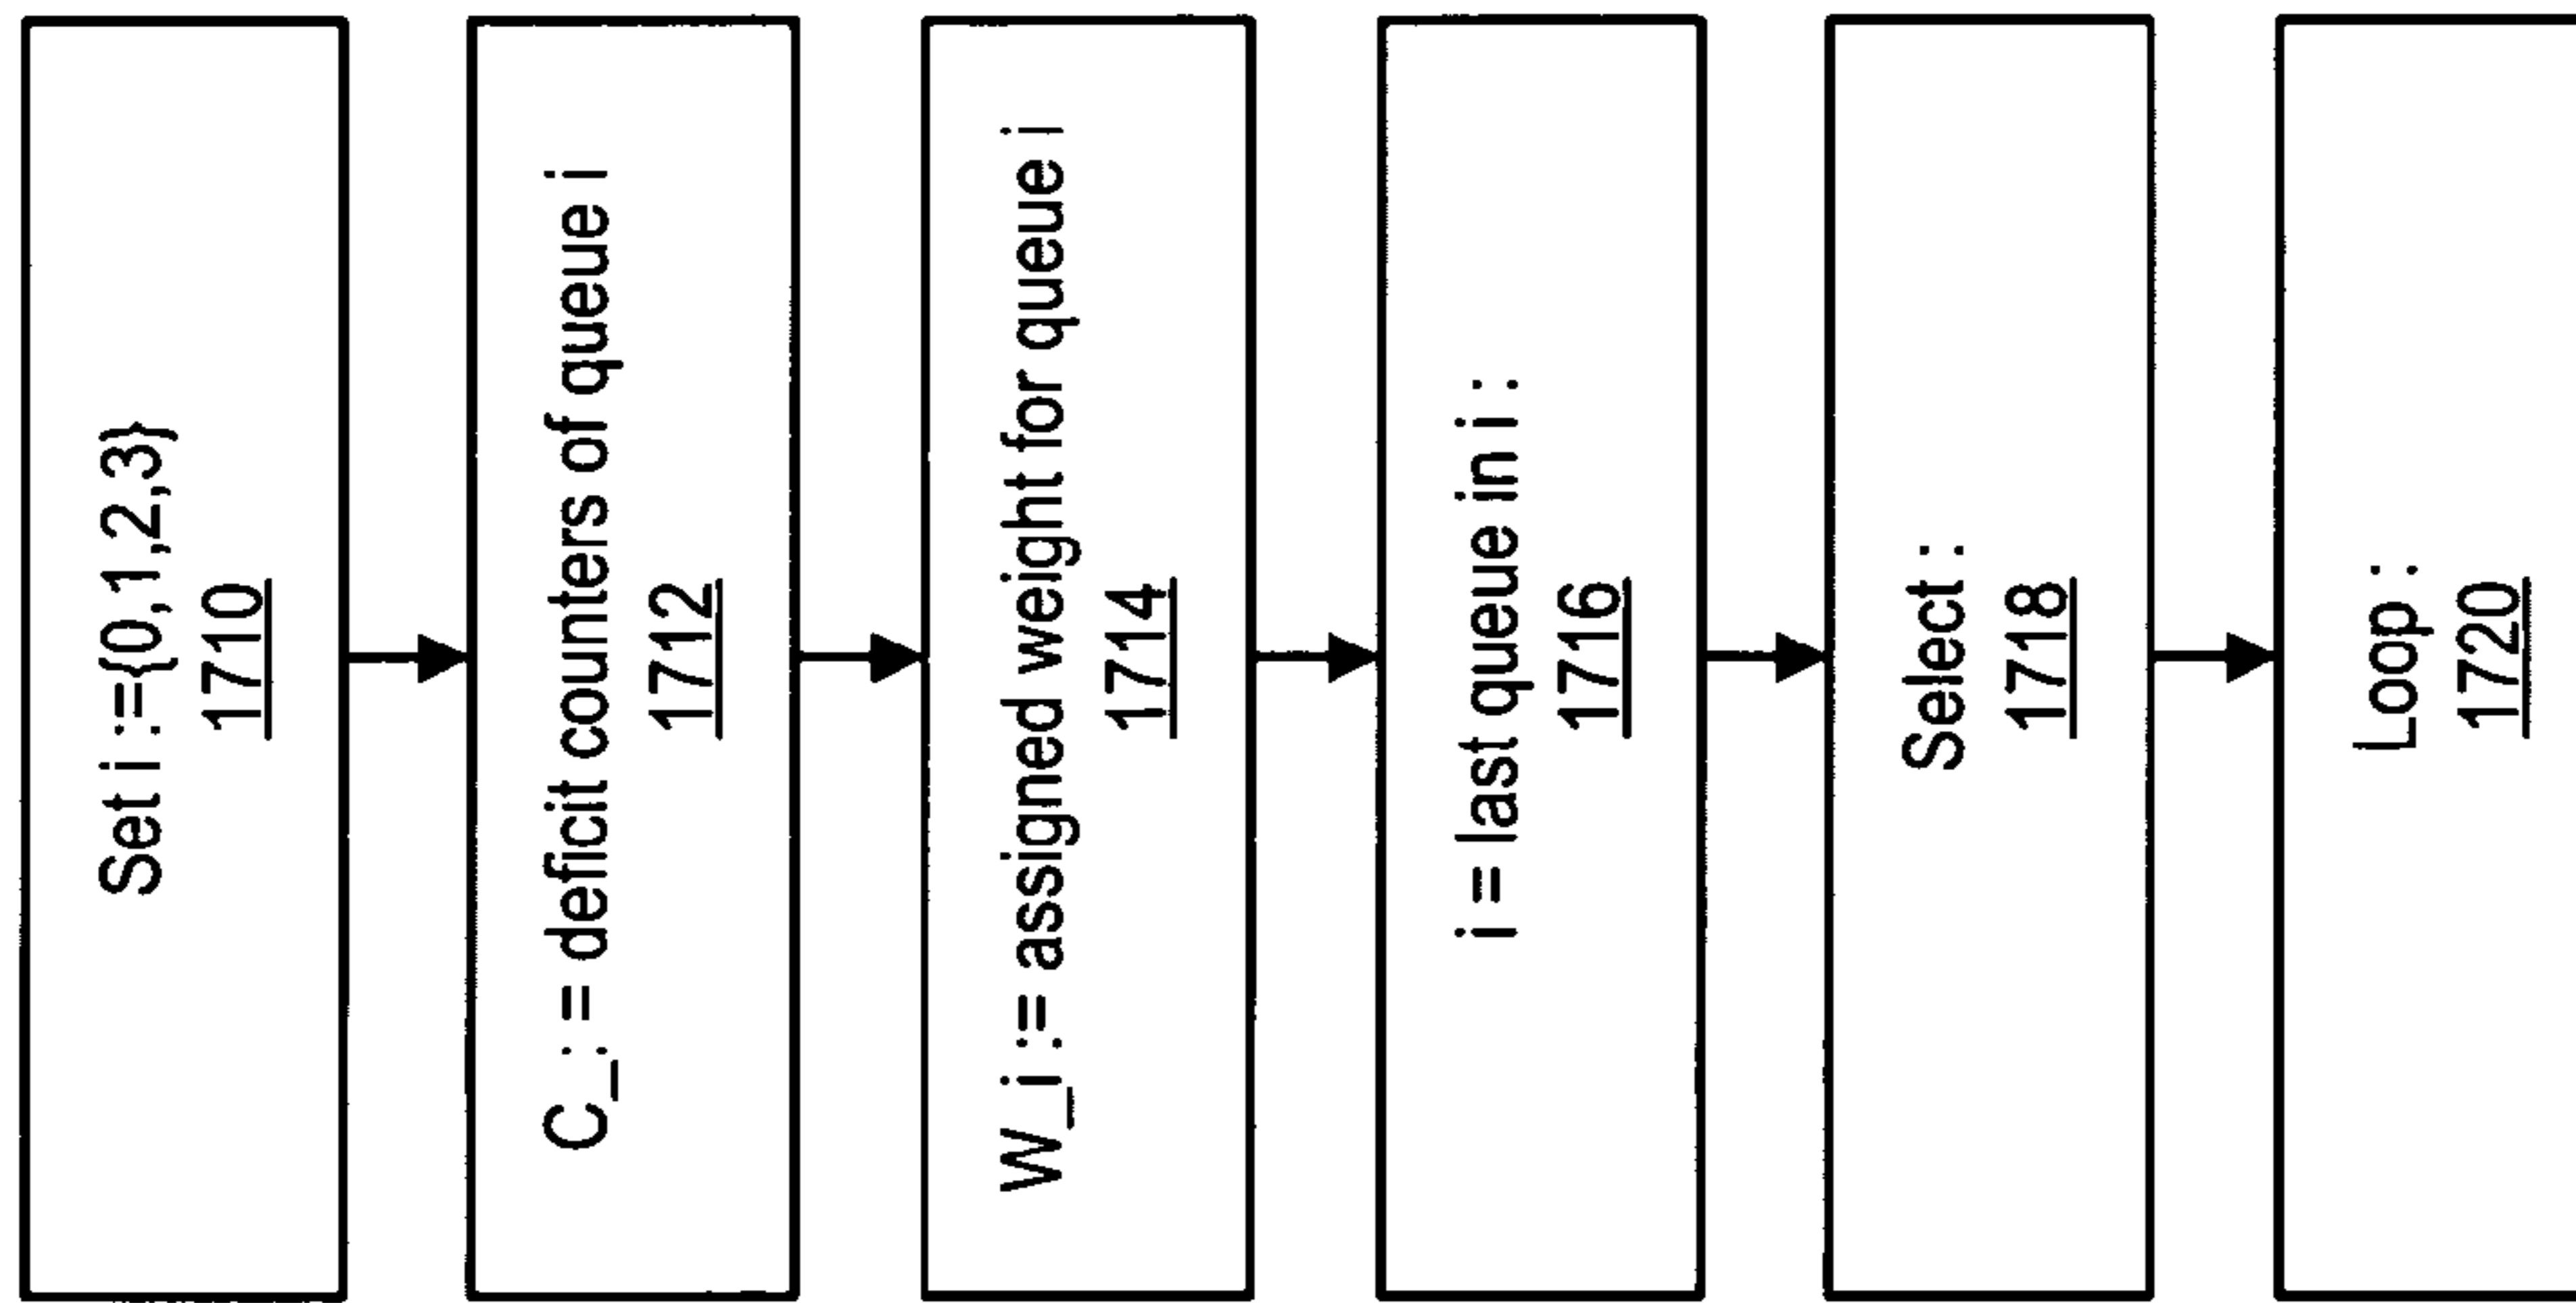 Set i :={0,1,2,3}
1710
C_: = deficit counters of queue i
1712
W_i := assigned weight for queue i
1714
i = last queue in i :
1716
Select :
1718
Loop :
1720